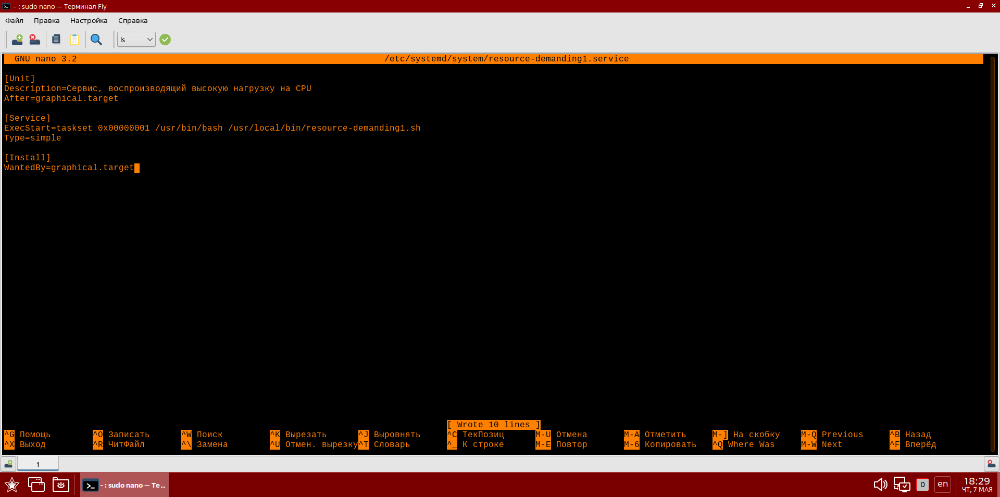 - : sudo nano — Терминал Fly
Файл Правка Настройка Справка
ls
GNU nano 3.2 /etc/systemd/system/resource-demanding1.service
[Unit]
Description=Сервис, воспроизводящий высокую нагрузку на CPU
After=graphical.target
[Service]
ExecStart=taskset 0x00000001 /usr/bin/bash /usr/local/bin/resource-demanding1.sh
Type=simple
[Install]
WantedBy=graphical.target
[ Wrote 10 lines ]
^G Помощь ^O Записать ^W Поиск ^K Вырезать ^J Выровнять ^C ТекПозиц M-U Отмена M-A Отметить M-] На скобку M-Q Previous ^B Назад
^X Выход ^R ЧитФайл ^\ Замена ^U Отмен. вырезку ^T Словарь ^_ К строке M-E Повтор M-6 Копировать ^Q Where Was M-W Next ^F Вперёд
1
- : sudo nano — Те...
0
en
18:29
ЧТ, 7 МАЯ